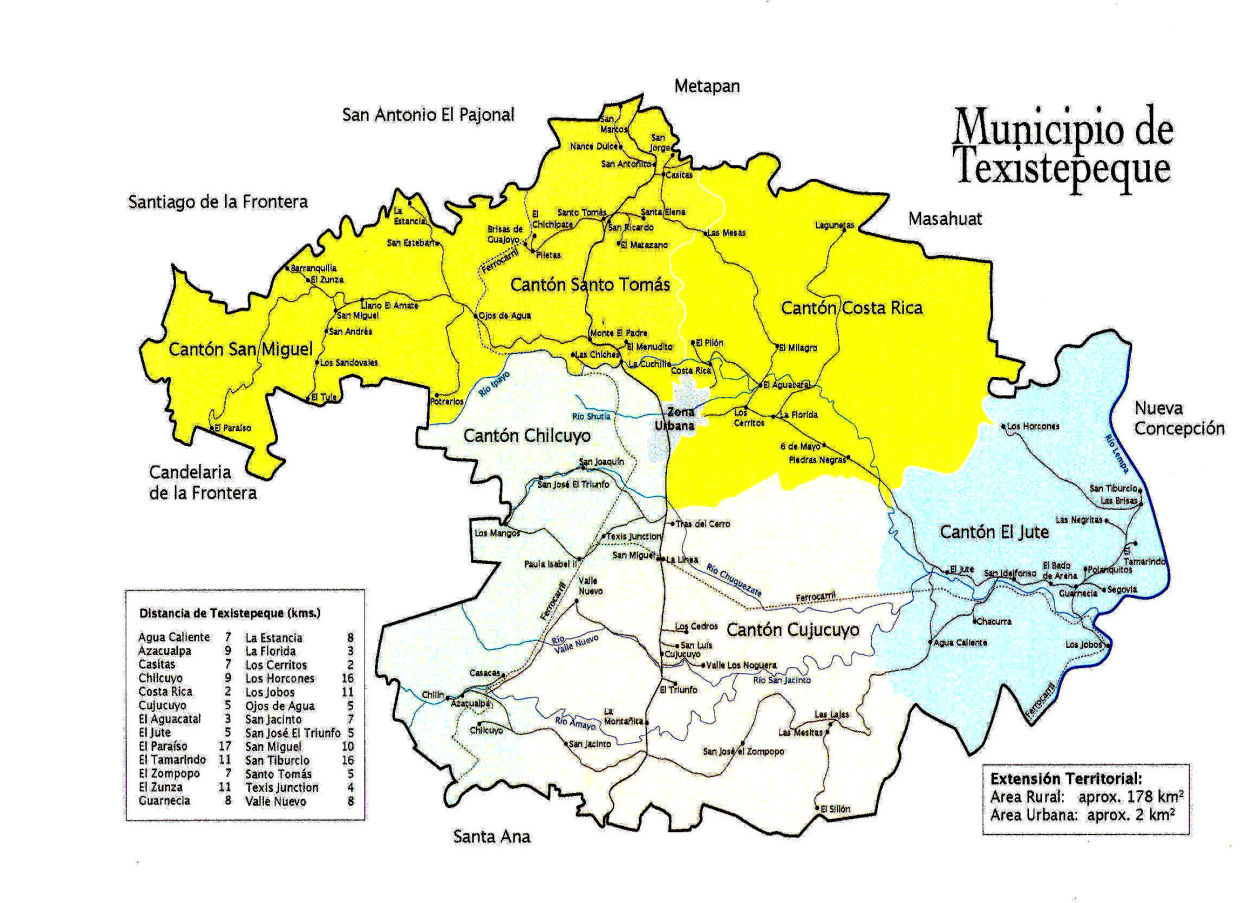 Metapan
San Antonio El Pajonal
Municipio de
Texistepeque
Santiago de la Frontera
Masahuat
San
Marcos
San
Jorge
Nance Dulce
San Antoñito
Casitas
La
Estancia
El
Chichipate
Santo Tomás
Santa Elena
San Ricardo
Brisas de
Guajoyo
El Matazano
Las Mesas
Lagunetas
San Esteban
Piletas
Ferrocarril
Barranquilla
El Zunza
Cantón Santo Tomás
Llano El Amate
San Miguel
Cantón Costa Rica
Ojos de Agua
San Andrés
Monte El Padre
Cantón San Miguel
El Menudito
El Pilón
El Milagro
Las Chiches
La Cuchilla
Costa Rica
Los Sandovales
Río Ipayo
El Aguacatal
El Tule
Potrerios
Río Shutia
Zona
Urbana
Los
Cerritos
La Florida
Nueva
Concepción
El Paraíso
Cantón Chilcuyo
6 de Mayo
Piedras Negras
Los Horcones
Río Lempa
Candelaria
de la Frontera
San Joaquin
San José El Triunfo
San Tiburcio
Las Brisas
Los Mangos
Tras del Cerro
Las Negritas
Texis Junction
Cantón El Jute
San Miguel
La Linea
El
Tamarindo
Paula Isabel II
Río Chuquezate
El Jute
San Idelfonso
El Bado
de Arena
Polanquitos
Valle
Nuevo
Ferrocarril
Ferrocarril
Guarnecia
Segovia
Los Cedros
Cantón Cujucuyo
Chacurra
Río
Valle Nuevo
San Luís
Cujucuyo
Agua Caliente
Los Jobos
Valle Los Noguera
Casacas
Río San Jacinto
El Triunfo
Chilin
Azacualpa
Ferrocarril
Río Amayo
La
Montañita
Las Lajas
Las Mesitas
Chilcuyo
San Jacinto
San José el Zompopo
El Sillón
Santa Ana
Distancia de Texistepeque (kms.)
Agua Caliente 7 La Estancia 8
Azacualpa 9 La Florida 3
Casitas 7 Los Cerritos 2
Chilcuyo 9 Los Horcones 16
Costa Rica 2 Los Jobos 11
Cujucuyo 5 Ojos de Agua 5
El Aguacatal 3 San Jacinto 7
El Jute 5 San José El Triunfo 5
El Paraíso 17 San Miguel 10
El Tamarindo 11 San Tiburcio 16
El Zompopo 7 Santo Tomás 5
El Zunza 11 Texis Junction 4
Guarnecia 8 Valle Nuevo 8
Extensión Territorial:
Area Rural: aprox. 178 km²
Area Urbana: aprox. 2 km²